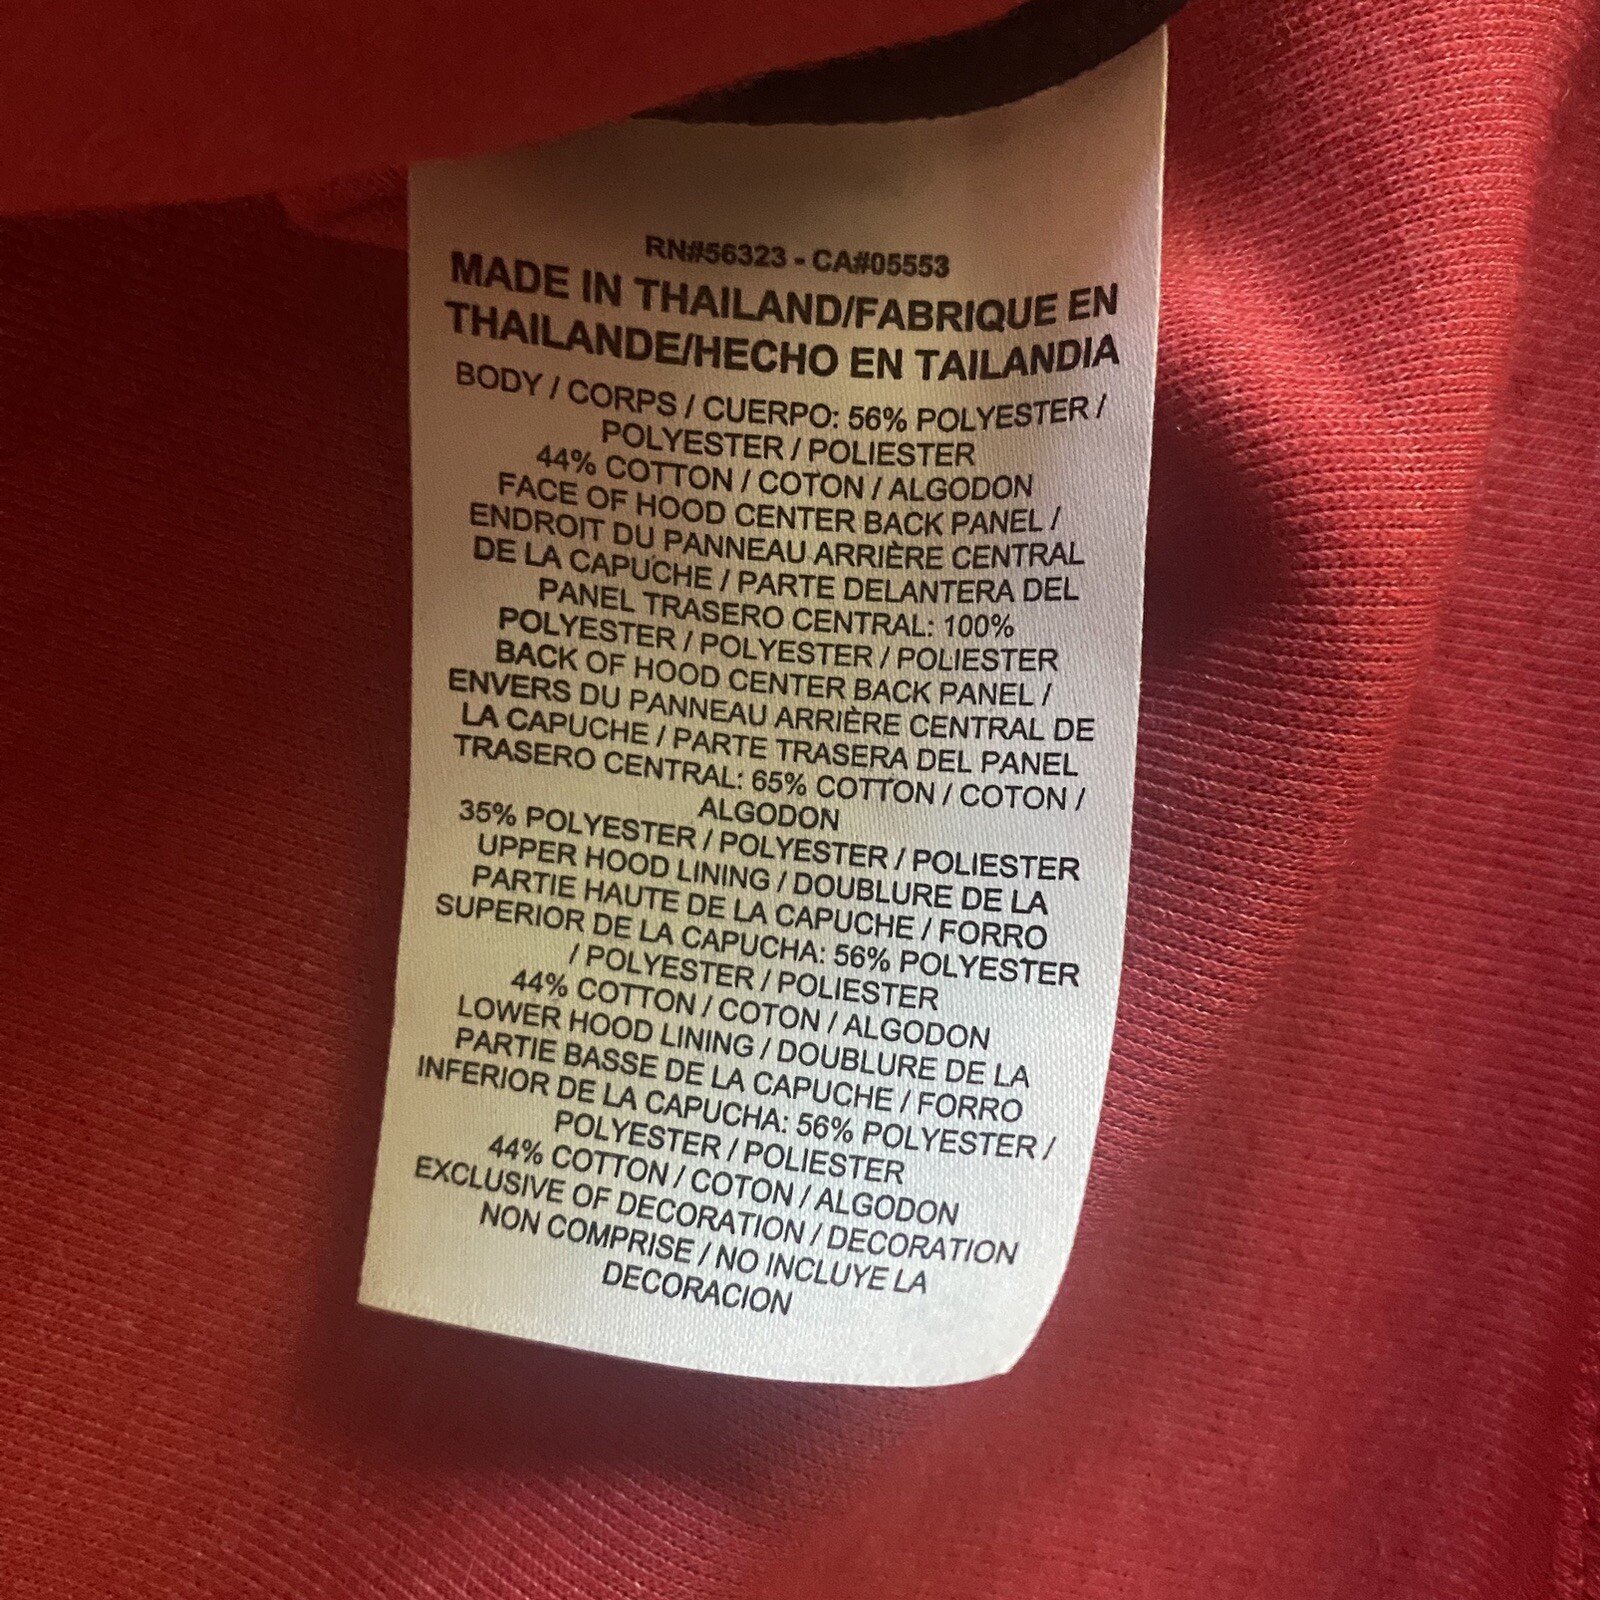 RN#56323 - CA#05553
MADE IN THAILAND/FABRIQUE EN
THAILANDE/HECHO EN TAILANDIA
BODY / CORPS / CUERPO: 56% POLYESTER /
POLYESTER / POLIESTER
44% COTTON / COTON / ALGODON
FACE OF HOOD CENTER BACK PANEL /
ENDROIT DU PANNEAU ARRIÈRE CENTRAL
DE LA CAPUCHE / PARTE DELANTERA DEL
PANEL TRASERO CENTRAL: 100%
POLYESTER / POLYESTER / POLIESTER
BACK OF HOOD CENTER BACK PANEL /
ENVERS DU PANNEAU ARRIÈRE CENTRAL DE
LA CAPUCHE / PARTE TRASERA DEL PANEL
TRASERO CENTRAL: 65% COTTON / COTON /
ALGODON
35% POLYESTER / POLYESTER / POLIESTER
UPPER HOOD LINING / DOUBLURE DE LA
PARTIE HAUTE DE LA CAPUCHE / FORRO
SUPERIOR DE LA CAPUCHA: 56% POLYESTER
/ POLYESTER / POLIESTER
44% COTTON / COTON / ALGODON
LOWER HOOD LINING / DOUBLURE DE LA
PARTIE BASSE DE LA CAPUCHE / FORRO
INFERIOR DE LA CAPUCHA: 56% POLYESTER /
POLYESTER / POLIESTER
44% COTTON / COTON / ALGODON
EXCLUSIVE OF DECORATION / DECORATION
NON COMPRISE / NO INCLUYE LA
DECORACION